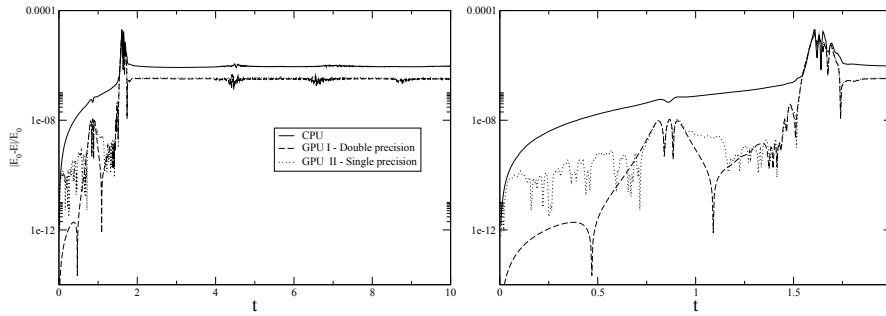 0.0001
1e-08
1e-12
|E₀-E|/E₀
CPU
GPU I - Double precision
GPU II - Single precision
0 2 4 6 8 10
t
0.0001
1e-08
1e-12
0 0.5 1 1.5
t